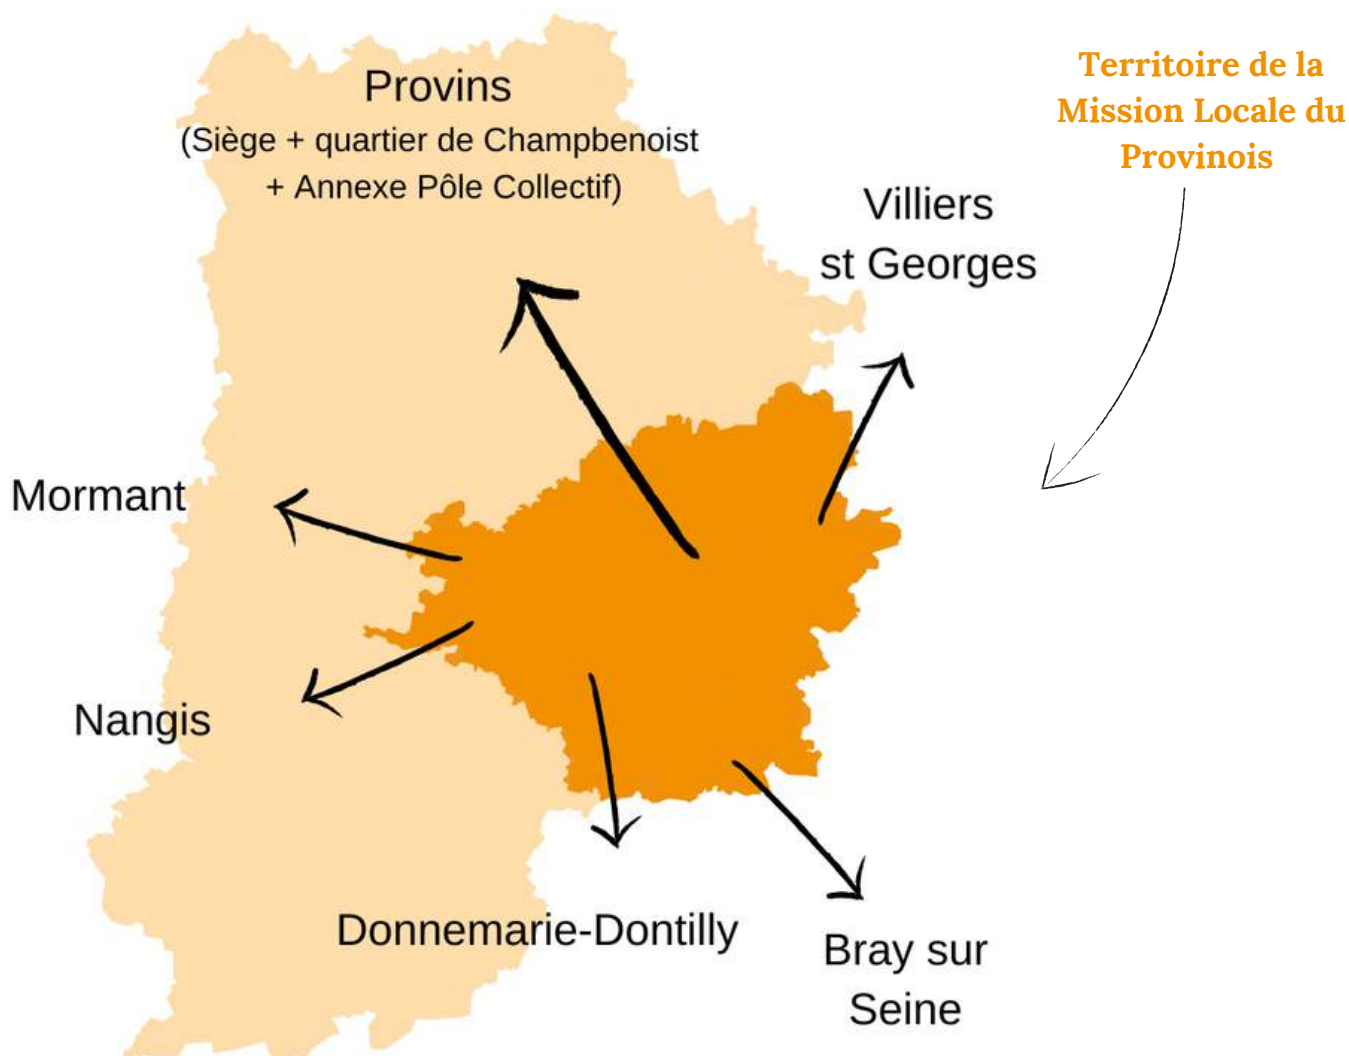 Territoire de la
Mission Locale du
Provinois
Provins
(Siège + quartier de Champbenoist
+ Annexe Pôle Collectif)
Villiers
st Georges
Mormant
Nangis
Donnemarie-Dontilly
Bray sur
Seine